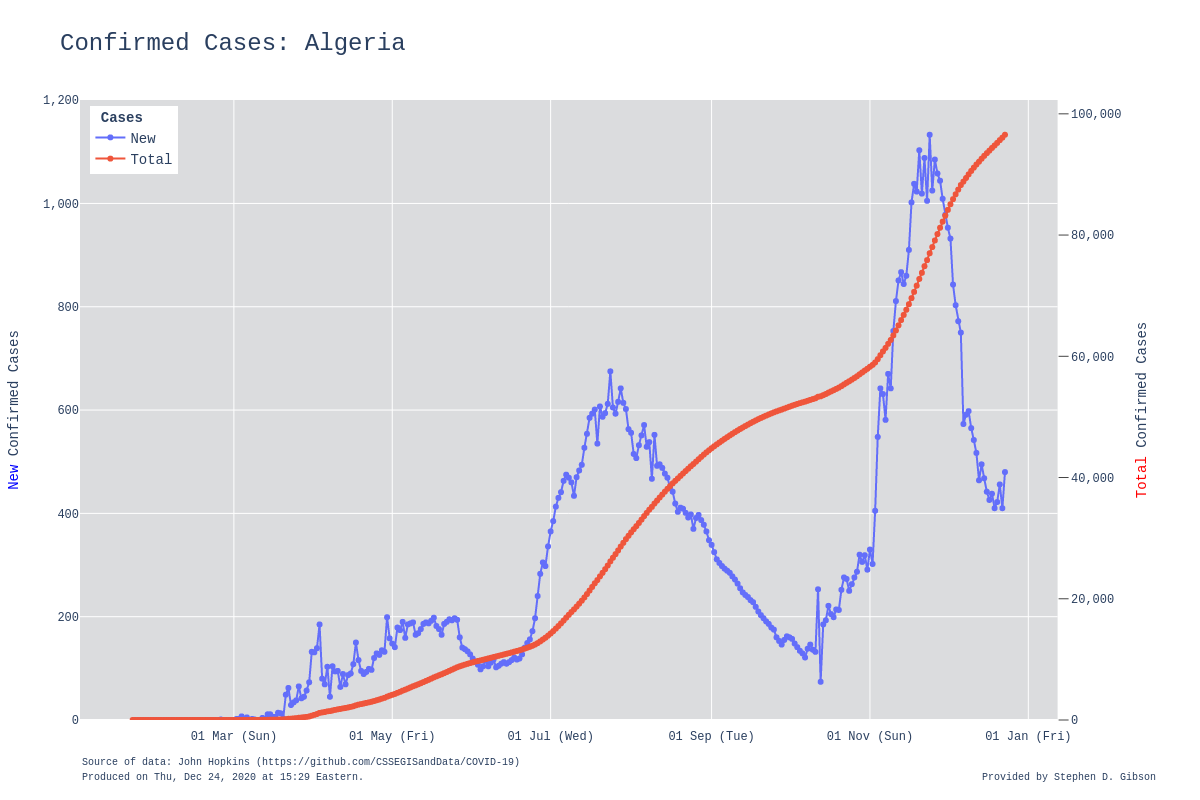 Confirmed Cases: Algeria
Cases
New
Total
1,200
1,000
800
600
400
200
0
100,000
80,000
60,000
40,000
20,000
0
New Confirmed Cases
Total Confirmed Cases
01 Mar (Sun)
01 May (Fri)
01 Jul (Wed)
01 Sep (Tue)
01 Nov (Sun)
01 Jan (Fri)
Source of data: John Hopkins (https://github.com/CSSEGISandData/COVID-19)
Produced on Thu, Dec 24, 2020 at 15:29 Eastern.
Provided by Stephen D. Gibson